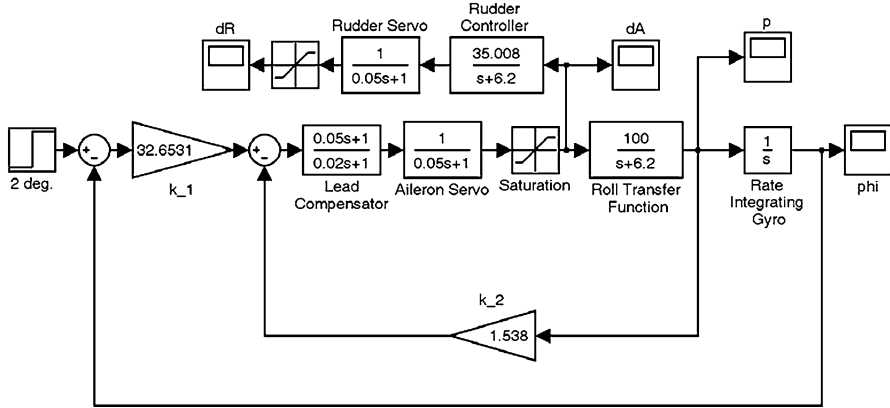 Rudder
Rudder Servo Controller
dR
1
0.05s+1
35.008
s+6.2
dA
p
2 deg.
+
−
32.6531
k_1
+
−
0.05s+1
0.02s+1
Lead
Compensator
1
0.05s+1
Aileron Servo
Saturation
100
s+6.2
Roll Transfer
Function
1
s
Rate
Integrating
Gyro
phi
k_2
1.538